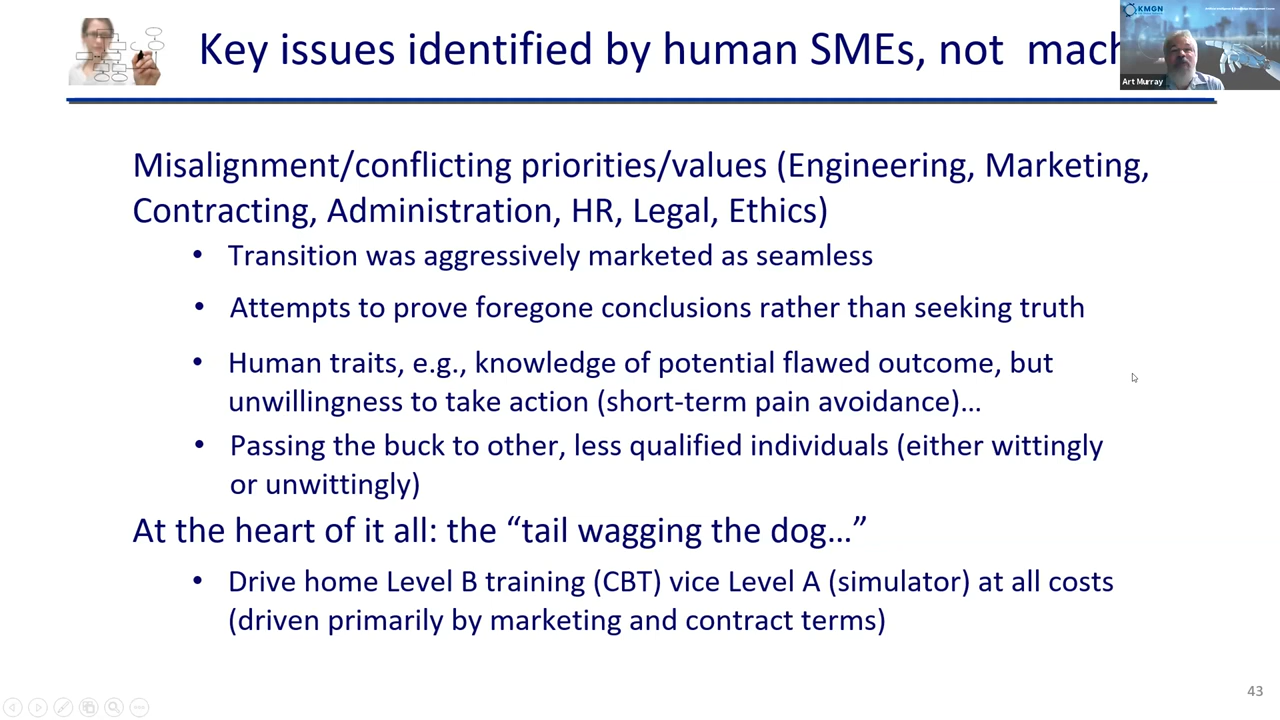 Key issues identified by human SMEs, not mach
KMGN
Art Murray
Misalignment/conflicting priorities/values (Engineering, Marketing,
Contracting, Administration, HR, Legal, Ethics)
• Transition was aggressively marketed as seamless
• Attempts to prove foregone conclusions rather than seeking truth
• Human traits, e.g., knowledge of potential flawed outcome, but
unwillingness to take action (short-term pain avoidance)…
• Passing the buck to other, less qualified individuals (either wittingly
or unwittingly)
At the heart of it all: the “tail wagging the dog…”
• Drive home Level B training (CBT) vice Level A (simulator) at all costs
(driven primarily by marketing and contract terms)
43